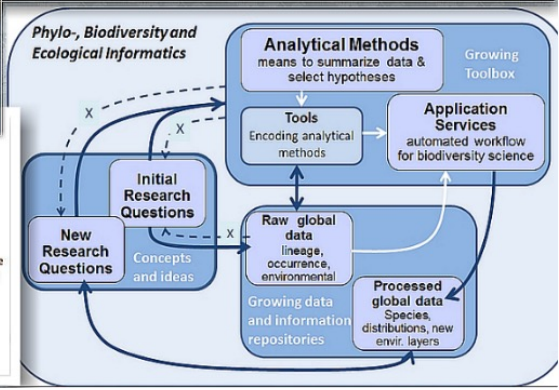 Phylo-, Biodiversity and
Ecological Informatics
Analytical Methods
means to summarize data &
select hypotheses
Growing
Toolbox
Tools
Encoding analytical
methods
Application
Services
automated workflow
for biodiversity science
X
X
Initial
Research
Questions
New
Research
Questions
Concepts
and ideas
X
Raw global
data
lineage,
occurrence,
environmental
Growing data
and information
repositories
Processed
global data
Species,
distributions, new
envir. layers